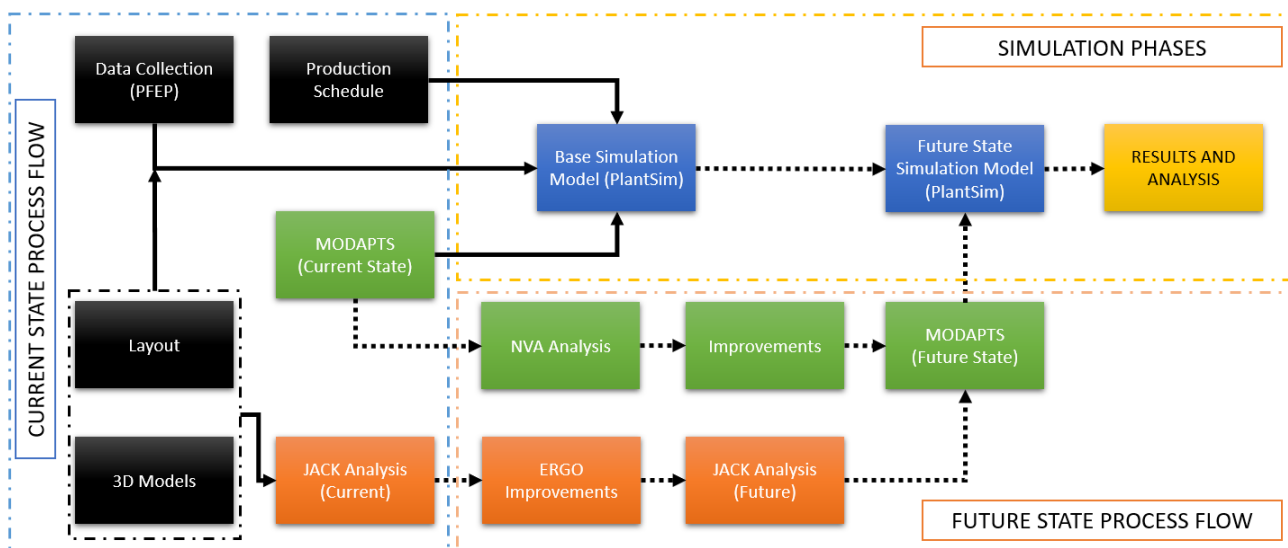 CURRENT STATE PROCESS FLOW
Data Collection
(PFEP)
Production
Schedule
SIMULATION PHASES
Base Simulation
Model (PlantSim)
Future State
Simulation Model
(PlantSim)
RESULTS AND
ANALYSIS
MODAPTS
(Current State)
Layout
NVA Analysis
Improvements
MODAPTS
(Future State)
3D Models
JACK Analysis
(Current)
ERGO
Improvements
JACK Analysis
(Future)
FUTURE STATE PROCESS FLOW